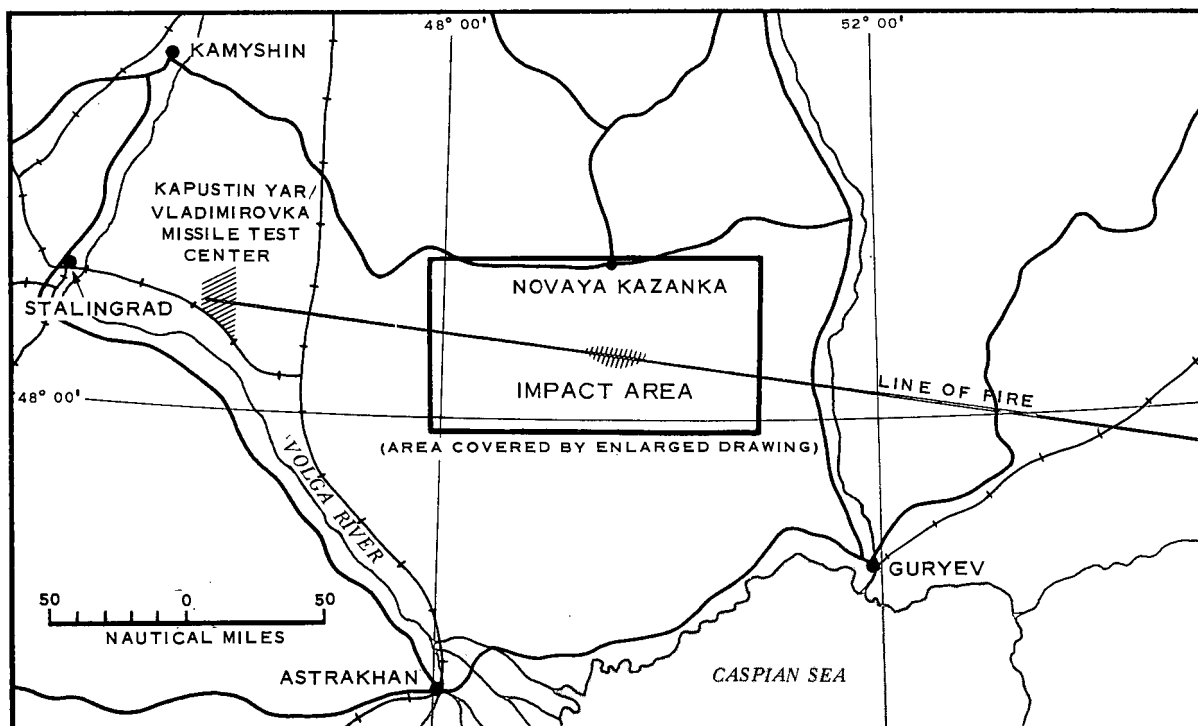 48° 00'
52° 00'
KAMYSHIN
KAPUSTIN YAR/
VLADIMIROVKA
MISSILE TEST
CENTER
STALINGRAD
NOVAYA KAZANKA
IMPACT AREA
LINE OF FIRE
48° 00'
(AREA COVERED BY ENLARGED DRAWING)
VOLGA RIVER
GURYEV
50 0 50
NAUTICAL MILES
ASTRAKHAN
CASPIAN SEA